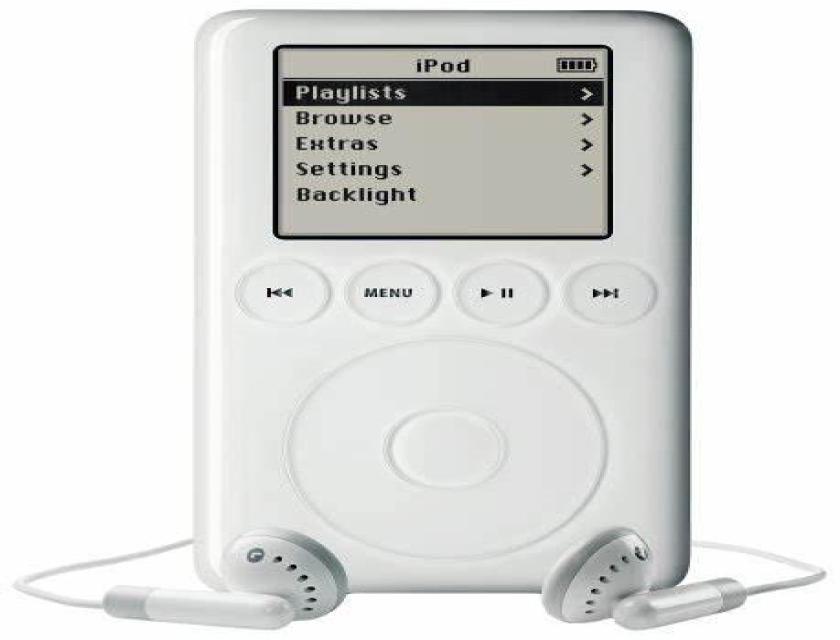 iPod
Playlists >
Browse >
Extras >
Settings >
Backlight
MENU